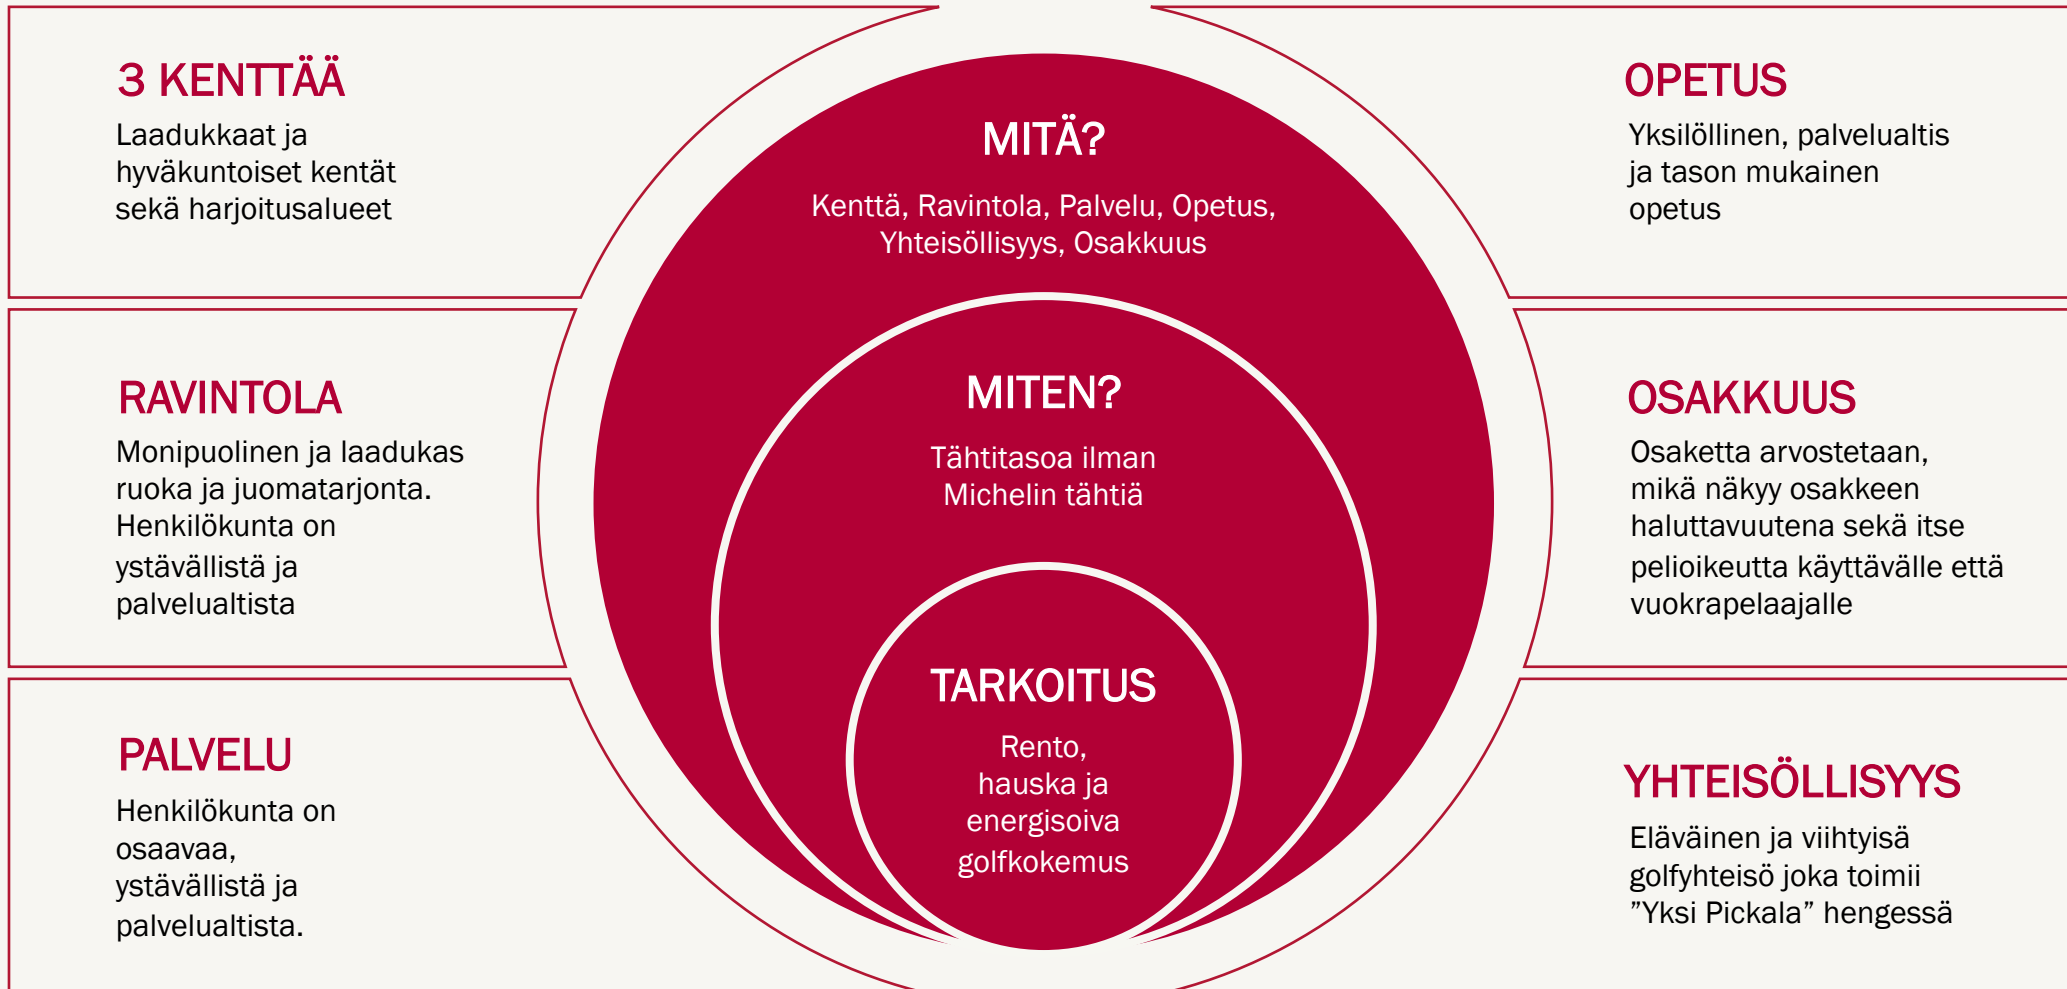 3 KENTTÄÄ
Laadukkaat ja
hyväkuntoiset kentät
sekä harjoitusalueet
RAVINTOLA
Monipuolinen ja laadukas
ruoka ja juomatarjonta.
Henkilökunta on
ystävällistä ja
palvelualtista
PALVELU
Henkilökunta on
osaavaa,
ystävällistä ja
palvelualtista.
MITÄ?
Kenttä, Ravintola, Palvelu, Opetus,
Yhteisöllisyys, Osakkuus
MITEN?
Tähtitasoa ilman
Michelin tähtiä
TARKOITUS
Rento,
hauska ja
energisoiva
golfkokemus
OPETUS
Yksilöllinen, palvelualtis
ja tason mukainen
opetus
OSAKKUUS
Osaketta arvostetaan,
mikä näkyy osakkeen
haluttavuutena sekä itse
pelioikeutta käyttävälle että
vuokrapelaajalle
YHTEISÖLLISYYS
Eläväinen ja viihtyisä
golfyhteisö joka toimii
”Yksi Pickala” hengessä